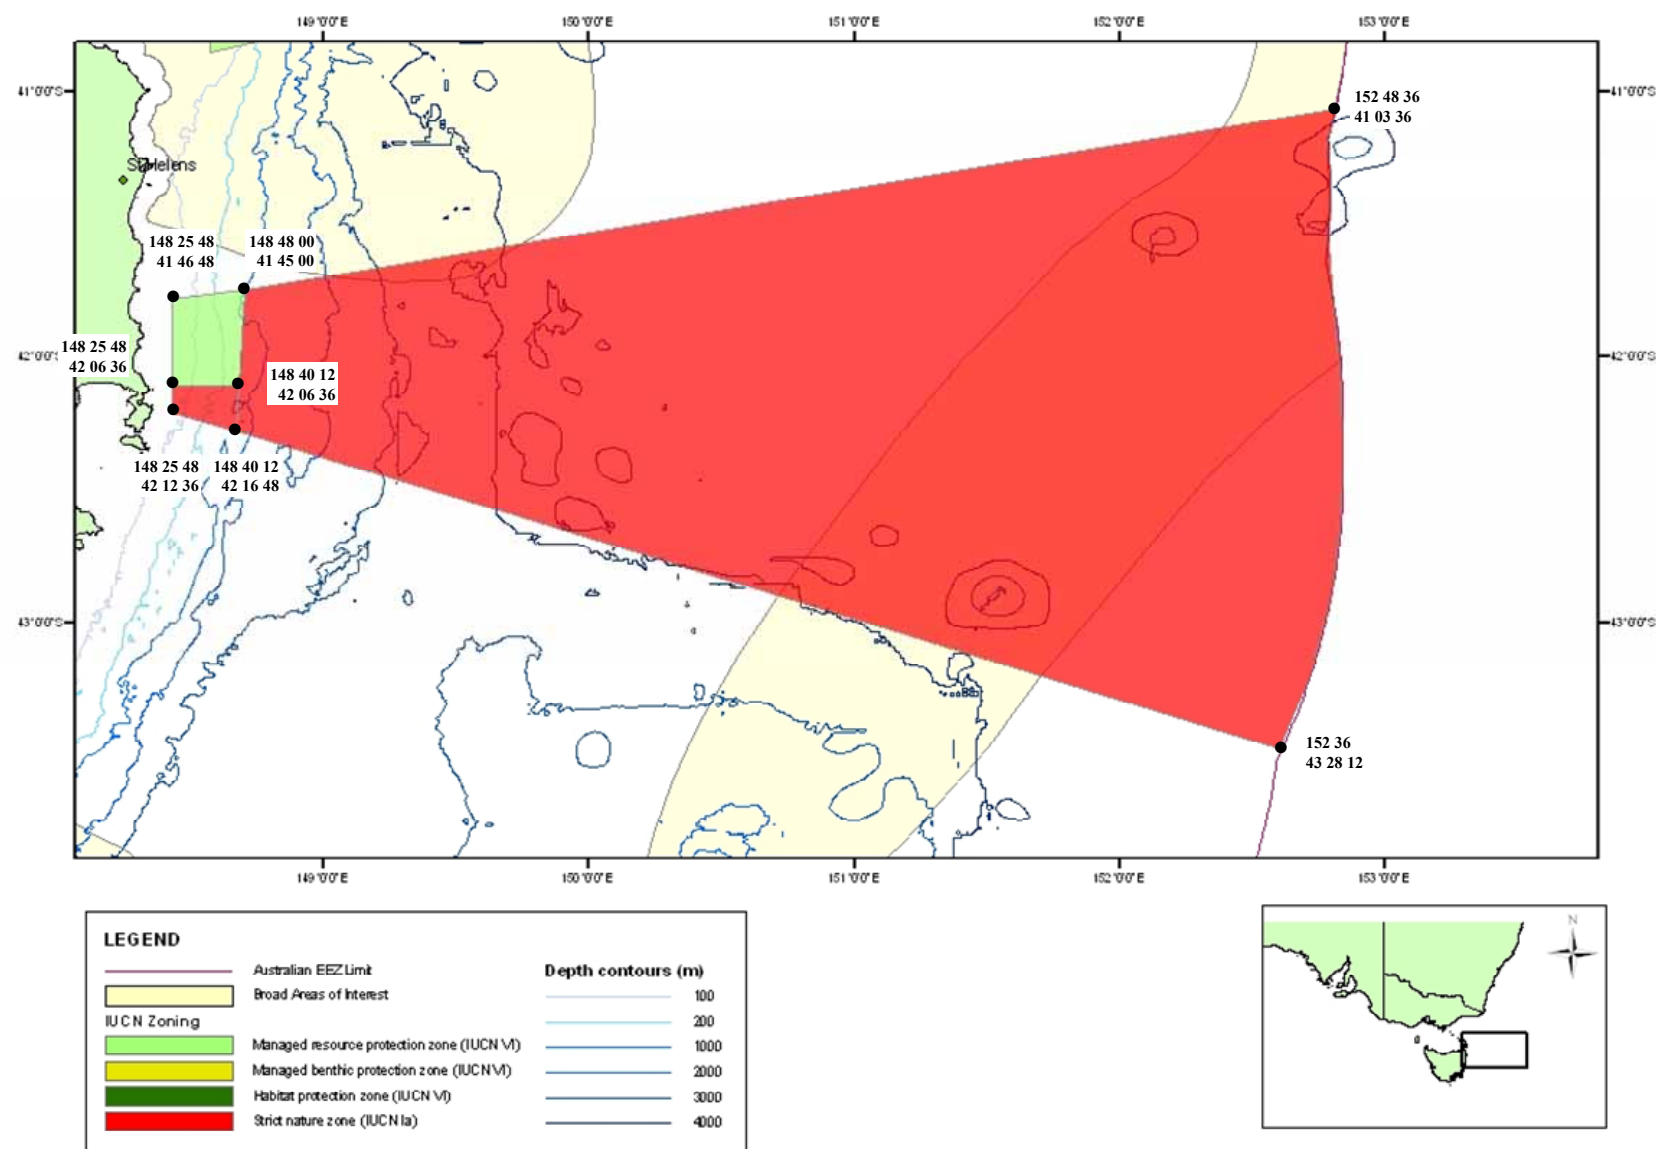 149°0'0"E 150°0'0"E 151°0'0"E 152°0'0"E 153°0'0"E
41°0'0"S 41°0'0"S
152 48 36
41 03 36
St Helens
148 25 48 148 48 00
41 46 48 41 45 00
148 25 48
42 06 36
42°0'0"S 42°0'0"S
148 40 12
42 06 36
148 25 48 148 40 12
42 12 36 42 16 48
43°0'0"S 43°0'0"S
152 36
43 28 12
149°0'0"E 150°0'0"E 151°0'0"E 152°0'0"E 153°0'0"E
LEGEND
Australian EEZ Limit
Broad Areas of Interest
IUCN Zoning
Managed resource protection zone (IUCN VI)
Managed benthic protection zone (IUCN VI)
Habitat protection zone (IUCN VI)
Strict nature zone (IUCN Ia)
Depth contours (m)
100
200
1000
2000
3000
4000
N